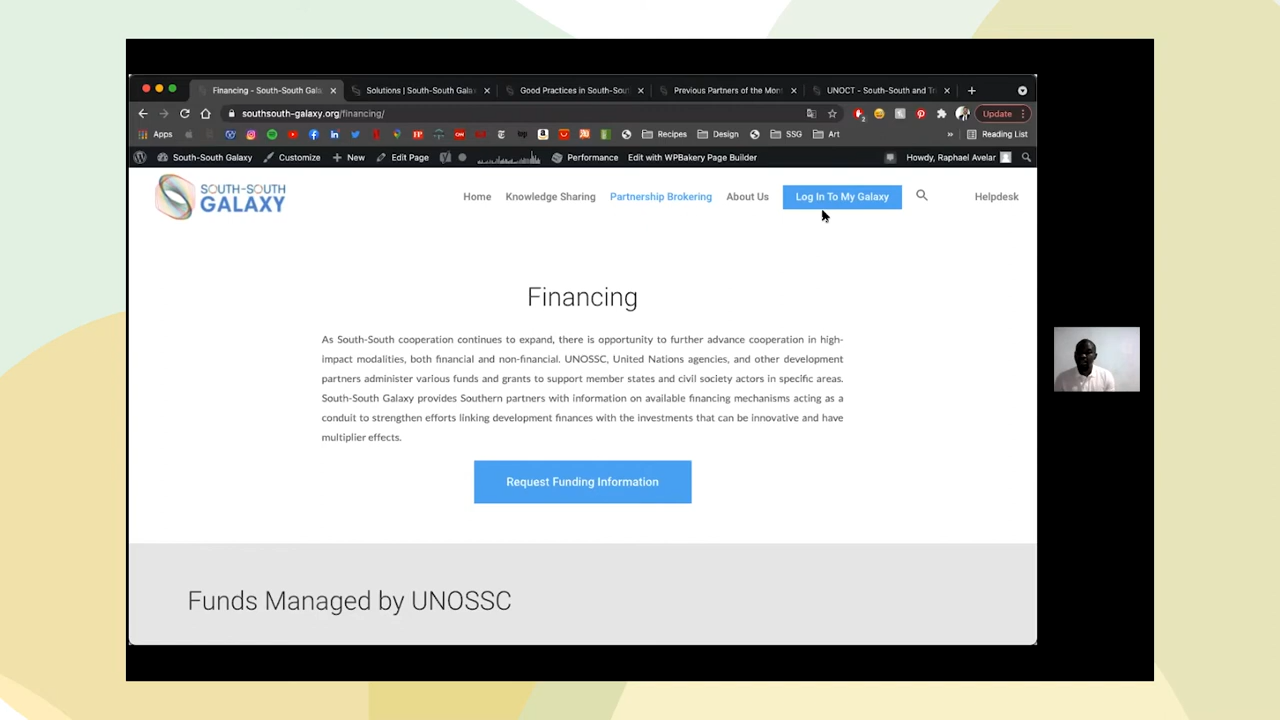 Financing - South-South Gala
Solutions | South-South Gala
Good Practices in South-Sou
Previous Partners of the Mon
UNOCT - South-South and Tr
southsouth-galaxy.org/financing/
Update
Apps
Recipes
Design
SSG
Art
»
Reading List
South-South Galaxy
Customize
New
Edit Page
Performance
Edit with WPBakery Page Builder
Howdy, Raphael Avelar
SOUTH-SOUTH
GALAXY
Home
Knowledge Sharing
Partnership Brokering
About Us
Log In To My Galaxy
Helpdesk
Financing
As South-South cooperation continues to expand, there is opportunity to further advance cooperation in high-
impact modalities, both financial and non-financial. UNOSSC, United Nations agencies, and other development
partners administer various funds and grants to support member states and civil society actors in specific areas.
South-South Galaxy provides Southern partners with information on available financing mechanisms acting as a
conduit to strengthen efforts linking development finances with the investments that can be innovative and have
multiplier effects.
Request Funding Information
Funds Managed by UNOSSC